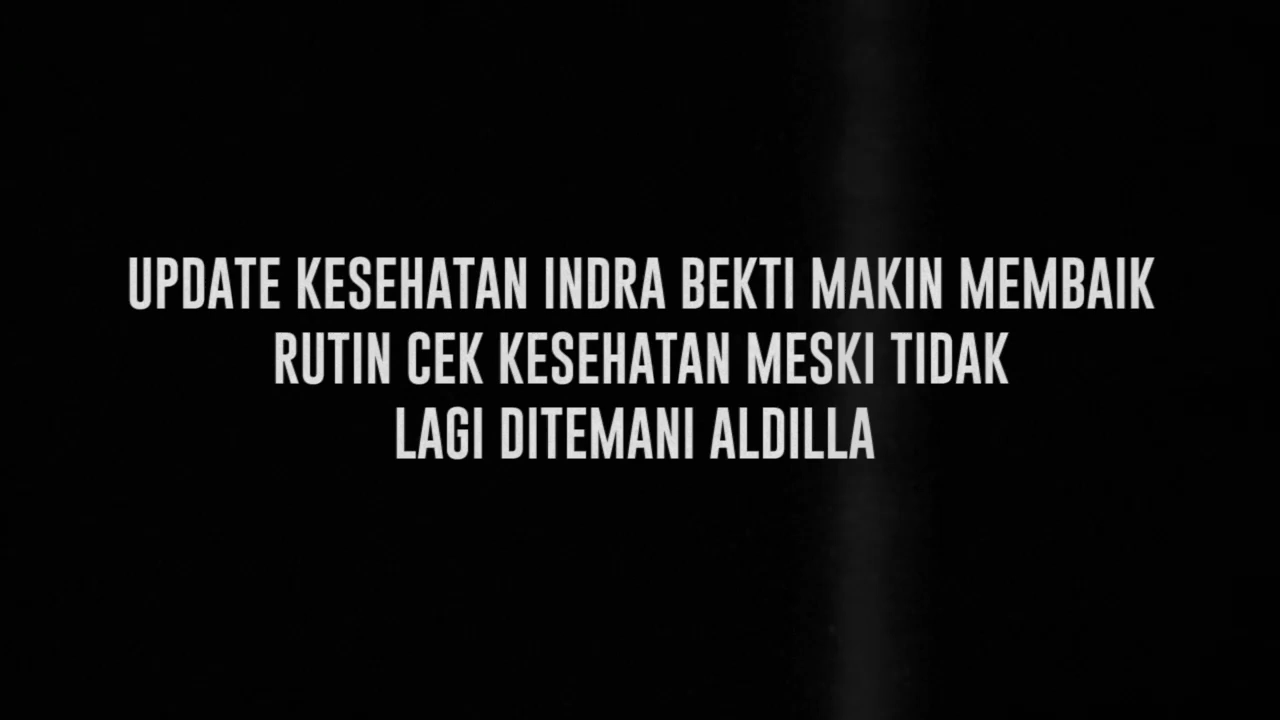 UPDATE KESEHATAN INDRA BEKTI MAKIN MEMBAIK
RUTIN CEK KESEHATAN MESKI TIDAK
LAGI DITEMANI ALDILLA